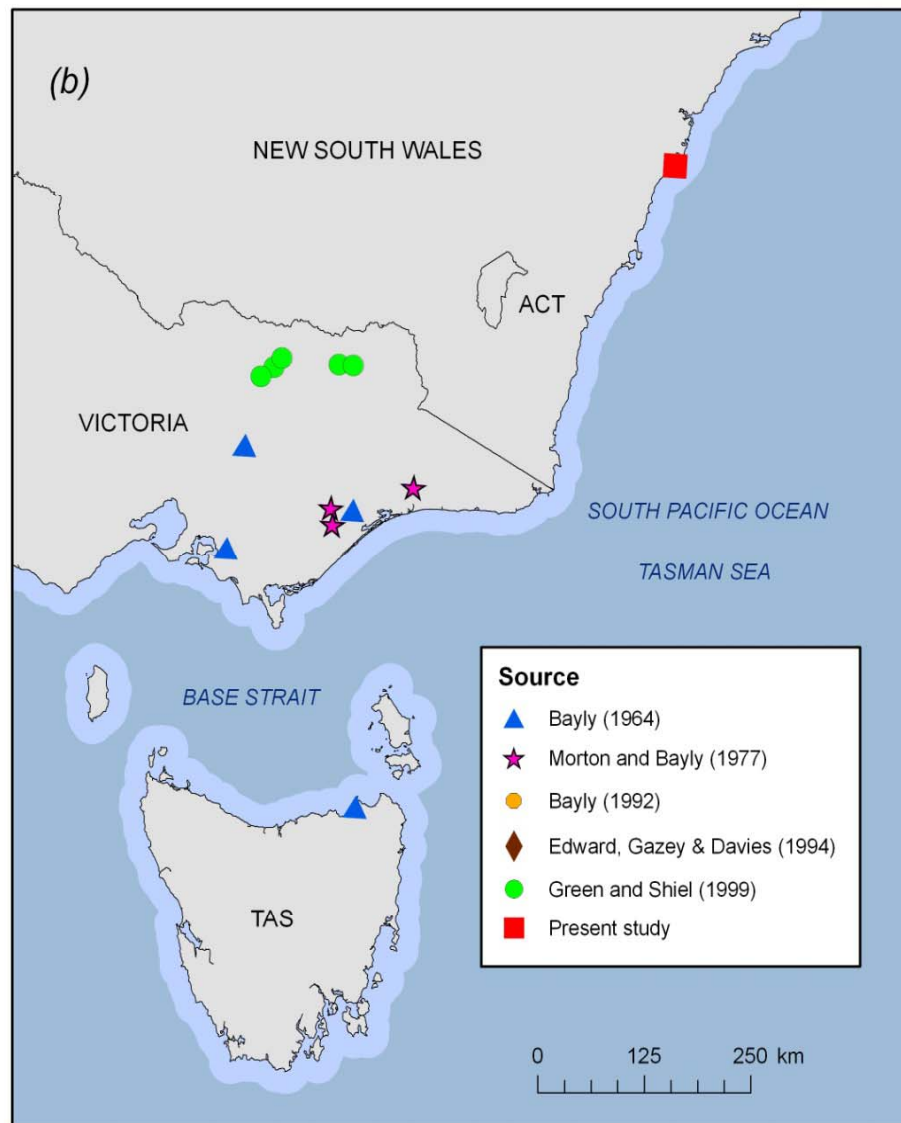 (b)
NEW SOUTH WALES
ACT
VICTORIA
SOUTH PACIFIC OCEAN
TASMAN SEA
BASE STRAIT
TAS
Source
Bayly (1964)
Morton and Bayly (1977)
Bayly (1992)
Edward, Gazey & Davies (1994)
Green and Shiel (1999)
Present study
0 125 250 km